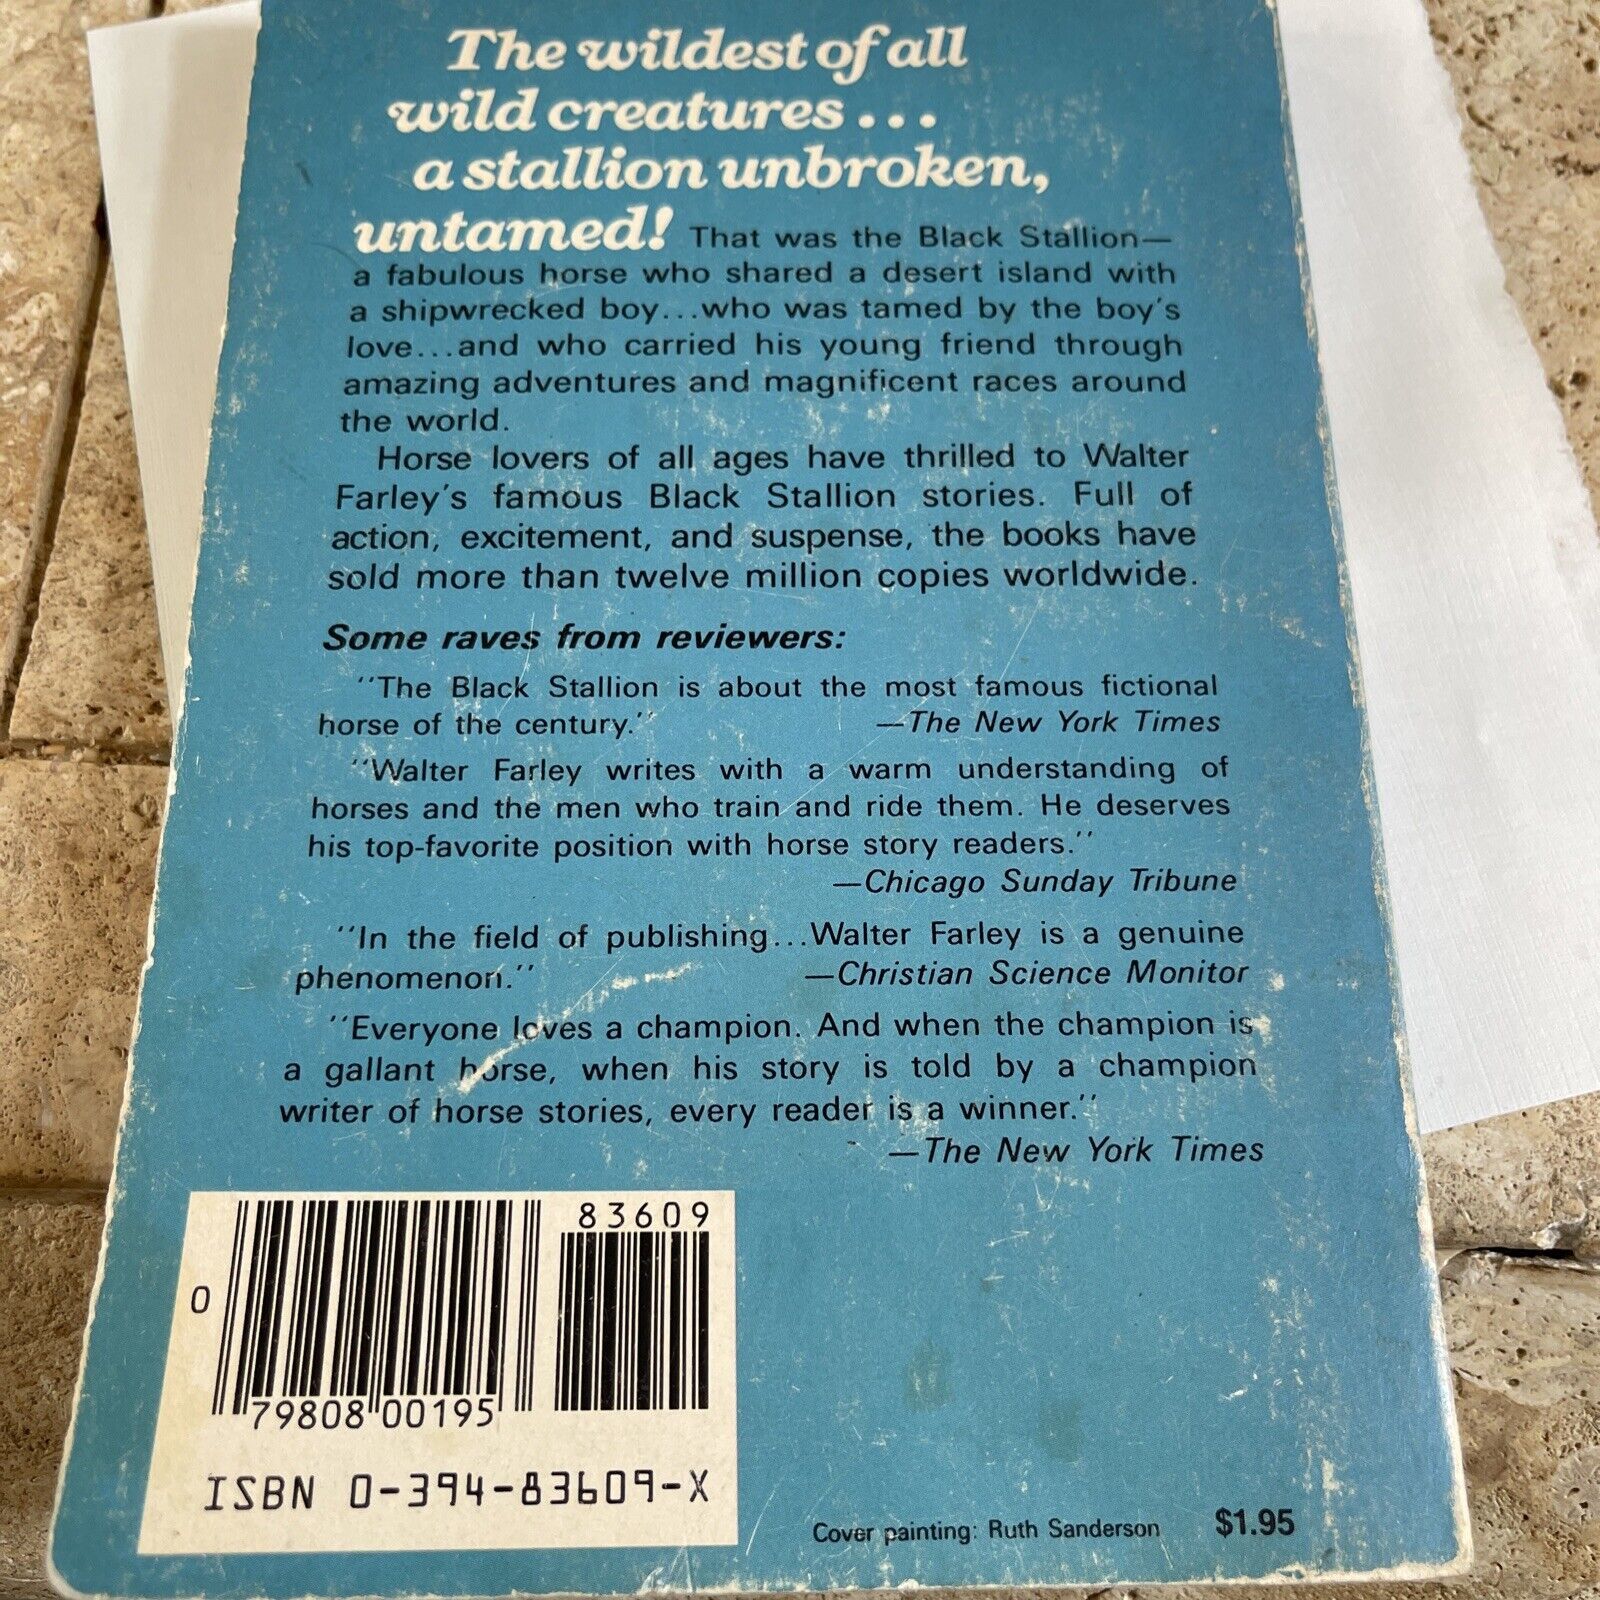 The wildest of all
wild creatures...
a stallion unbroken,
untamed! That was the Black Stallion—
a fabulous horse who shared a desert island with
a shipwrecked boy...who was tamed by the boy's
love...and who carried his young friend through
amazing adventures and magnificent races around
the world.
Horse lovers of all ages have thrilled to Walter
Farley's famous Black Stallion stories. Full of
action, excitement, and suspense, the books have
sold more than twelve million copies worldwide.
Some raves from reviewers:
''The Black Stallion is about the most famous fictional
horse of the century.'' —The New York Times
''Walter Farley writes with a warm understanding of
horses and the men who train and ride them. He deserves
his top-favorite position with horse story readers.''
—Chicago Sunday Tribune
''In the field of publishing...Walter Farley is a genuine
phenomenon.'' —Christian Science Monitor
''Everyone loves a champion. And when the champion is
a gallant horse, when his story is told by a champion
writer of horse stories, every reader is a winner.''
—The New York Times
83609
0
79808 00195
ISBN 0-394-83609-X
Cover painting: Ruth Sanderson $1.95